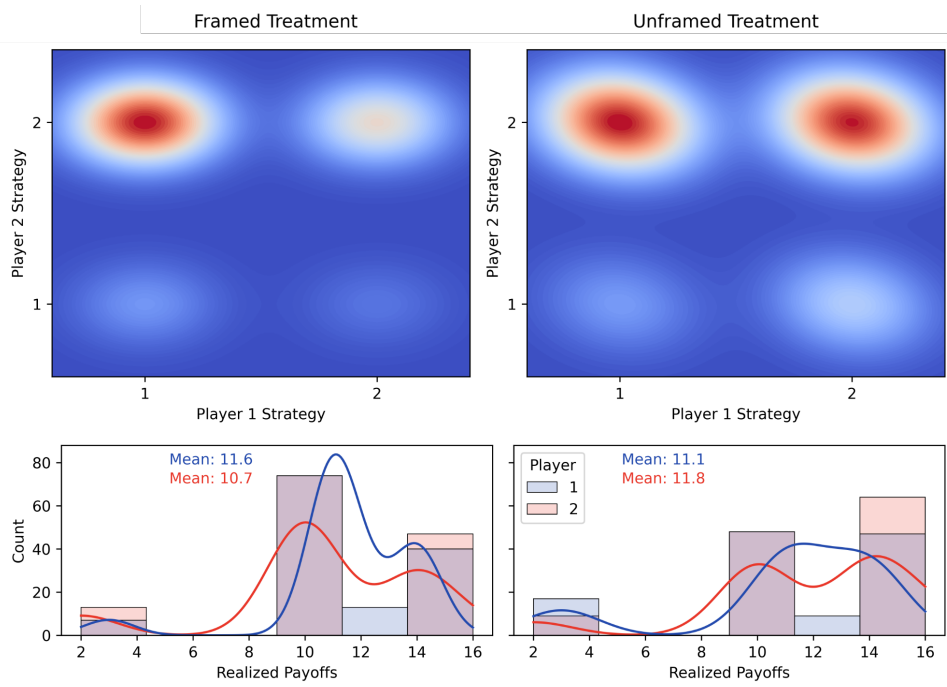 Framed Treatment
Unframed Treatment
Player 2 Strategy
2
1
1
2
Player 1 Strategy
Player 2 Strategy
2
1
1
2
Player 1 Strategy
Count
80
60
40
20
0
Mean: 11.6
Mean: 10.7
2
4
6
8
10
12
14
16
Realized Payoffs
Player
1
2
Mean: 11.1
Mean: 11.8
2
4
6
8
10
12
14
16
Realized Payoffs